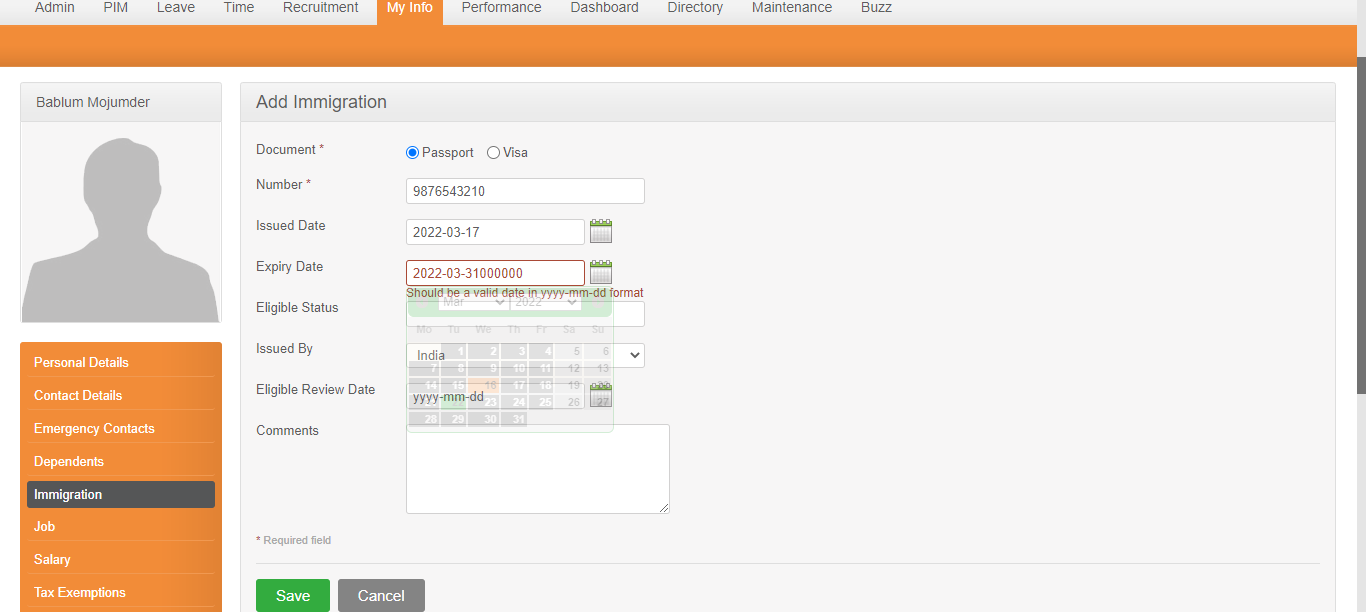 Admin PIM Leave Time Recruitment My Info Performance Dashboard Directory Maintenance Buzz
Bablum Mojumder
Add Immigration
Document *
Passport Visa
Number *
9876543210
Issued Date
2022-03-17
Expiry Date
2022-03-31000000
Should be a valid date in yyyy-mm-dd format
Mar 2022
Eligible Status
Mo Tu We Th Fr Sa Su
Issued By
India
1 2 3 4 5 6
7 8 9 10 11 12 13
Eligible Review Date
yyyy-mm-dd
14 15 16 17 18 19
23 24 25 26 27
28 29 30 31
Comments
* Required field
Save Cancel
Personal Details
Contact Details
Emergency Contacts
Dependents
Immigration
Job
Salary
Tax Exemptions